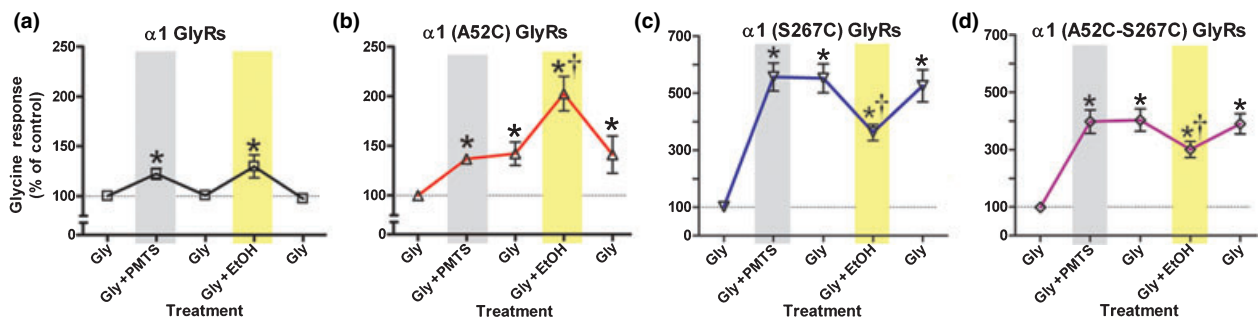 (a)
α1 GlyRs
Glycine response
(% of control)
250
200
150
100
0
*
*
Gly
Gly+PMTS
Gly
Gly+EtOH
Gly
Treatment
(b)
α1 (A52C) GlyRs
250
200
150
100
0
*
*
*†
*
Gly
Gly+PMTS
Gly
Gly+EtOH
Gly
Treatment
(c)
α1 (S267C) GlyRs
700
500
300
100
0
*
*
*†
*
Gly
Gly+PMTS
Gly
Gly+EtOH
Gly
Treatment
(d)
α1 (A52C-S267C) GlyRs
700
500
300
100
0
*
*
*†
*
Gly
Gly+PMTS
Gly
Gly+EtOH
Gly
Treatment